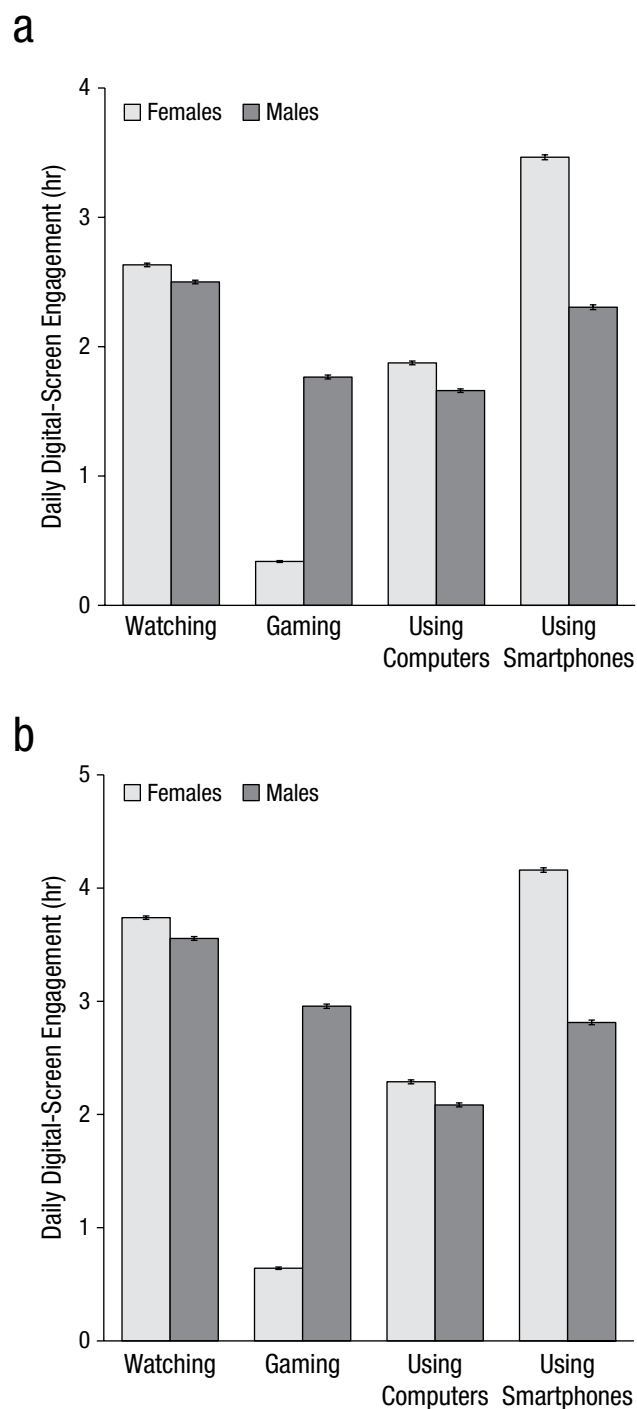 a
4
Females Males
3
2
1
0
Daily Digital-Screen Engagement (hr)
Watching Gaming Using Using
Computers Smartphones
b
5
Females Males
4
3
2
1
0
Daily Digital-Screen Engagement (hr)
Watching Gaming Using Using
Computers Smartphones